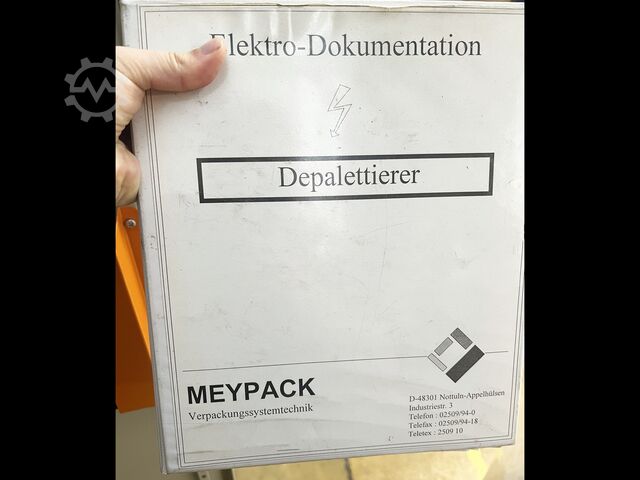 Elektro-Dokumentation
Depalettierer
MEYPACK
Verpackungssystemtechnik
D-48301 Nottuln-Appelhülsen
Industriestr. 3
Telefon : 02509/94-0
Telefax : 02509/94-18
Teletex : 2509 10